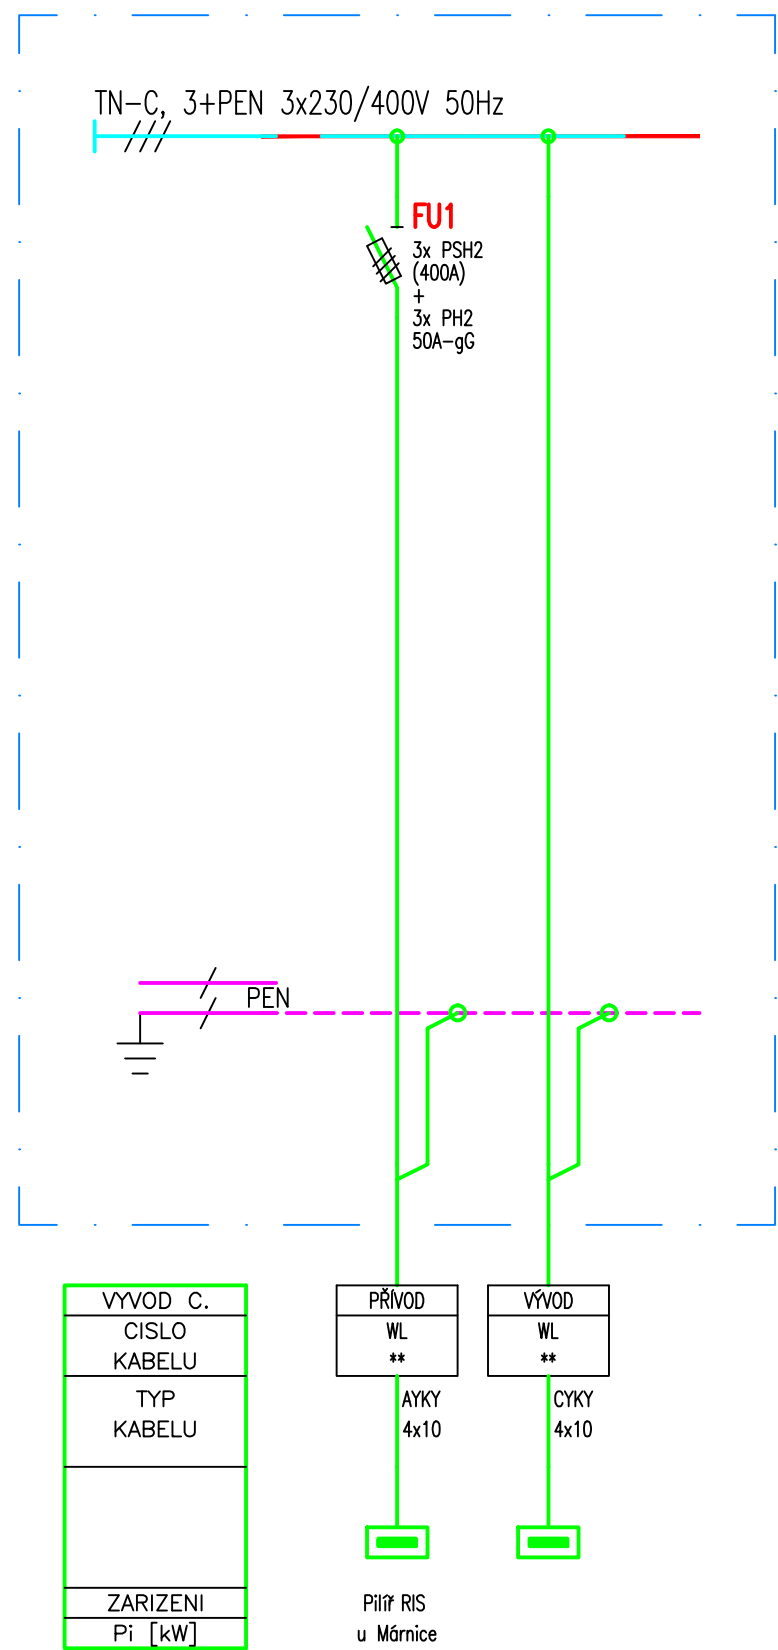 TN-C, 3+PEN 3x230/400V 50Hz
FU1
3x PSH2
(400A)
+
3x PH2
50A-gG
PEN
VYVOD C.
CISLO
KABELU
TYP
KABELU
ZARIZENI
Pi [kW]
PŘÍVOD
WL
**
AYKY
4x10
Pilíř RIS
u Márnice
VÝVOD
WL
**
CYKY
4x10